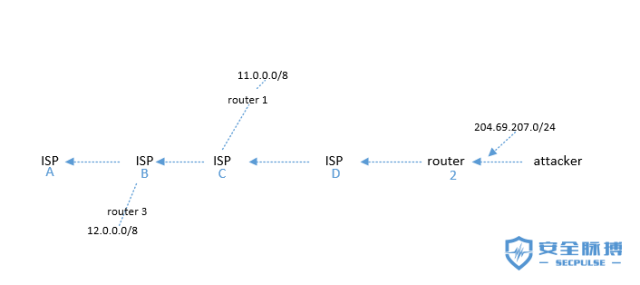 11.0.0.0/8
router 1
204.69.207.0/24
ISP ISP ISP ISP router attacker
A B C D 2
router 3
12.0.0.0/8
安全脉搏
SECPULSE